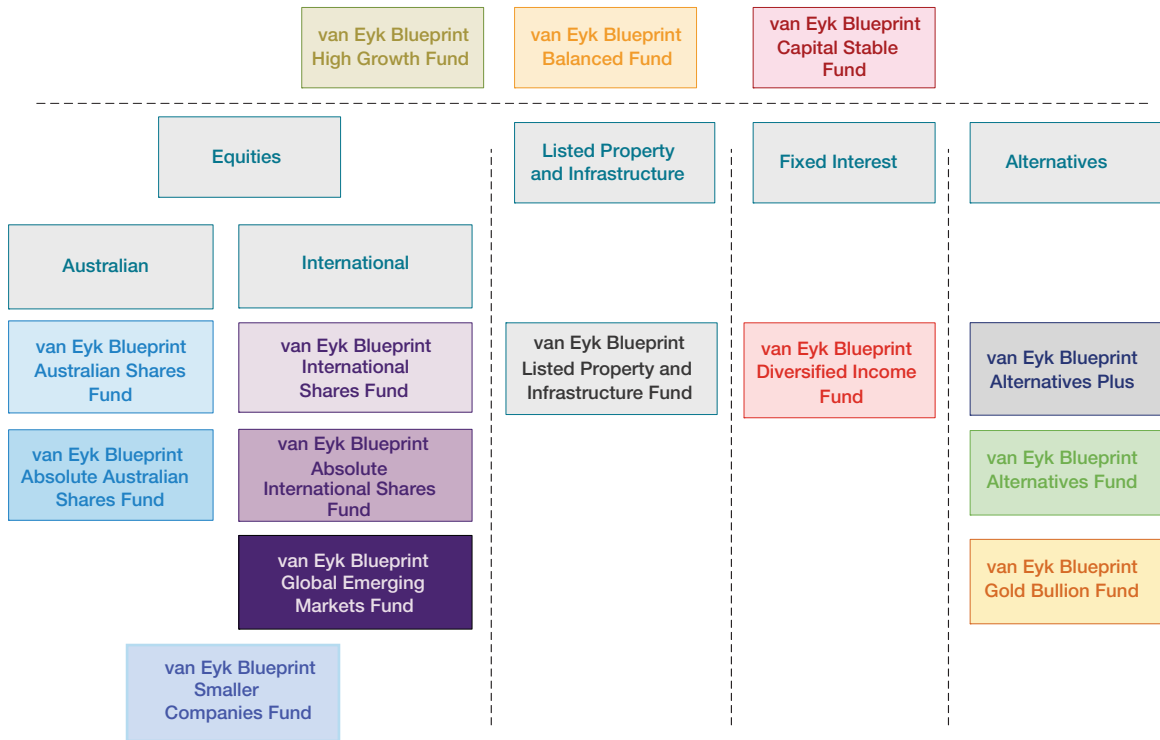 van Eyk Blueprint
High Growth Fund
van Eyk Blueprint
Balanced Fund
van Eyk Blueprint
Capital Stable
Fund
Equities
Listed Property
and Infrastructure
Fixed Interest
Alternatives
Australian
International
van Eyk Blueprint
Australian Shares
Fund
van Eyk Blueprint
International
Shares Fund
van Eyk Blueprint
Listed Property and
Infrastructure Fund
van Eyk Blueprint
Diversified Income
Fund
van Eyk Blueprint
Alternatives Plus
van Eyk Blueprint
Absolute Australian
Shares Fund
van Eyk Blueprint
Absolute
International Shares
Fund
van Eyk Blueprint
Alternatives Fund
van Eyk Blueprint
Global Emerging
Markets Fund
van Eyk Blueprint
Gold Bullion Fund
van Eyk Blueprint
Smaller
Companies Fund